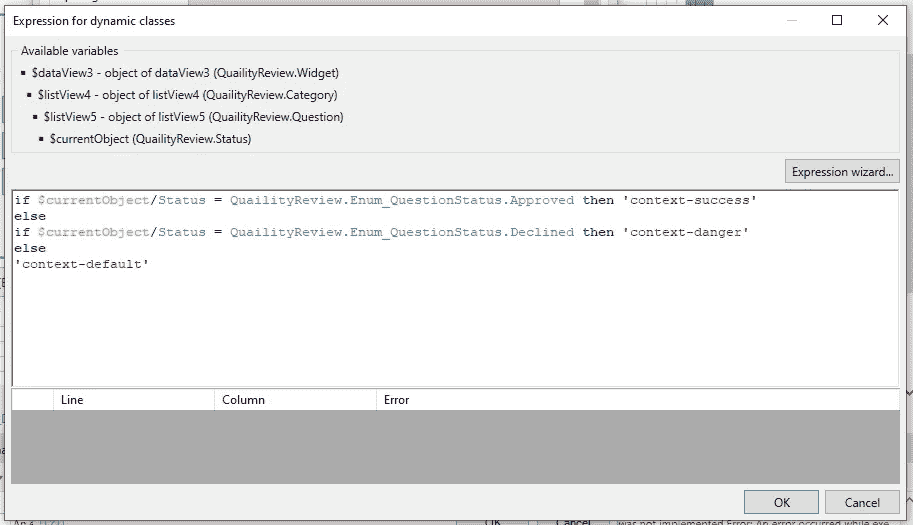 Expression for dynamic classes
Available variables
$dataView3 - object of dataView3 (QuailityReview.Widget)
$listView4 - object of listView4 (QuailityReview.Category)
$listView5 - object of listView5 (QuailityReview.Question)
$currentObject (QuailityReview.Status)
Expression wizard...
if $currentObject/Status = QuailityReview.Enum_QuestionStatus.Approved then 'context-success'
else
if $currentObject/Status = QuailityReview.Enum_QuestionStatus.Declined then 'context-danger'
else
'context-default'
Line Column Error
OK Cancel
was not implemented Error: An error occurred while exe